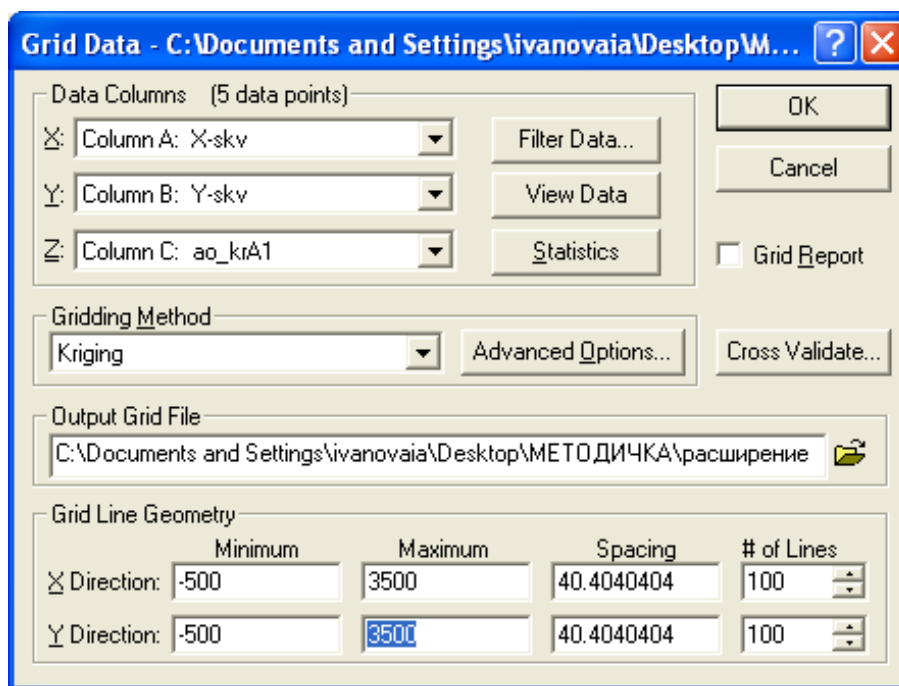 Grid Data - C:\Documents and Settings\ivanovaia\Desktop\М...
Data Columns (5 data points)
OK
X: Column A: X-skv
Filter Data...
Cancel
Y: Column B: Y-skv
View Data
Z: Column C: ao_krA1
Statistics
Grid Report
Gridding Method
Kriging
Advanced Options...
Cross Validate...
Output Grid File
C:\Documents and Settings\ivanovaia\Desktop\МЕТОДИЧКА\расширение
Grid Line Geometry
Minimum Maximum Spacing # of Lines
X Direction: -500 3500 40.4040404 100
Y Direction: -500 3500 40.4040404 100